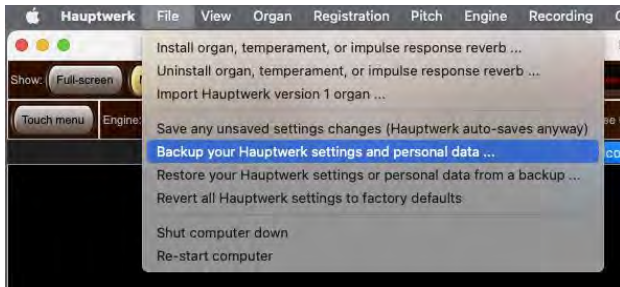 Hauptwerk File View Organ Registration Pitch Engine Recording
Install organ, temperament, or impulse response reverb ...
Show: Full-screen
Uninstall organ, temperament, or impulse response reverb ...
Import Hauptwerk version 1 organ ...
Touch menu Engine:
Save any unsaved settings changes (Hauptwerk auto-saves anyway)
Backup your Hauptwerk settings and personal data ...
Restore your Hauptwerk settings or personal data from a backup ...
Revert all Hauptwerk settings to factory defaults
Shut computer down
Re-start computer